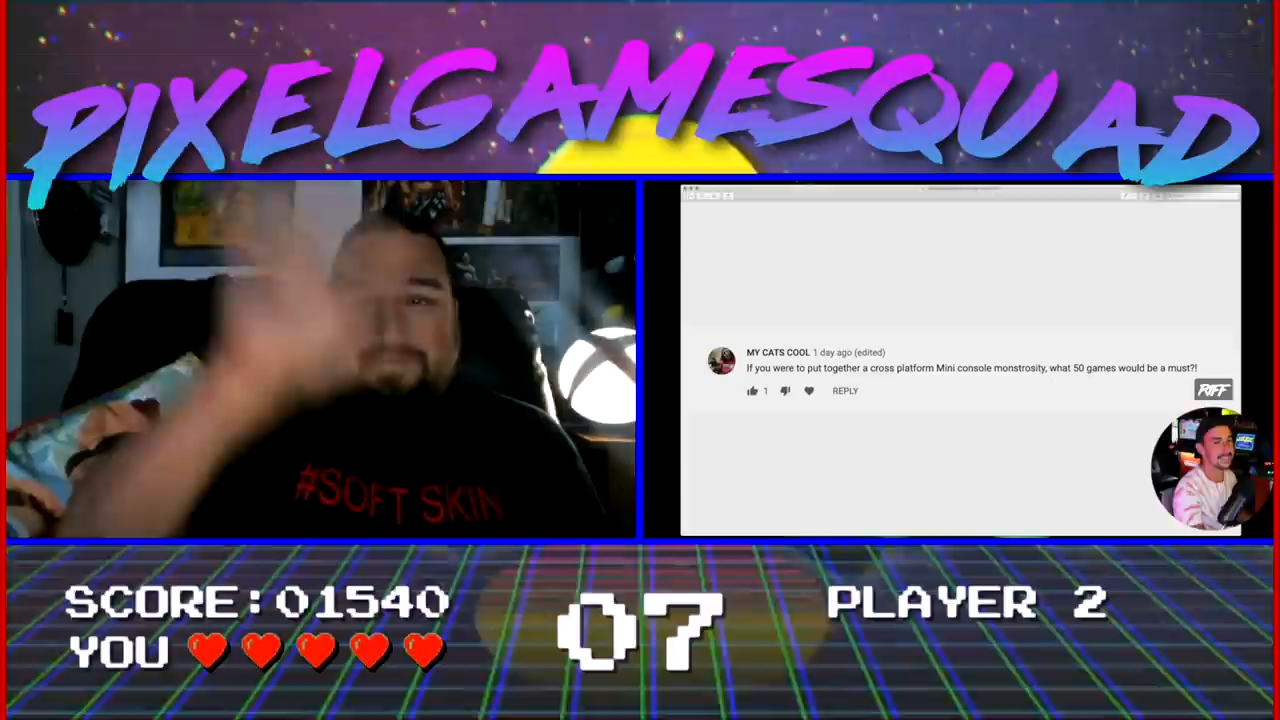 PIXELGAMESQUAD
#SOFT SKIN
MY CATS COOL 1 day ago (edited)
If you were to put together a cross platform Mini console monstrosity, what 50 games would be a must?!
1 REPLY
RIFF
SCORE:01540
YOU
07
PLAYER 2